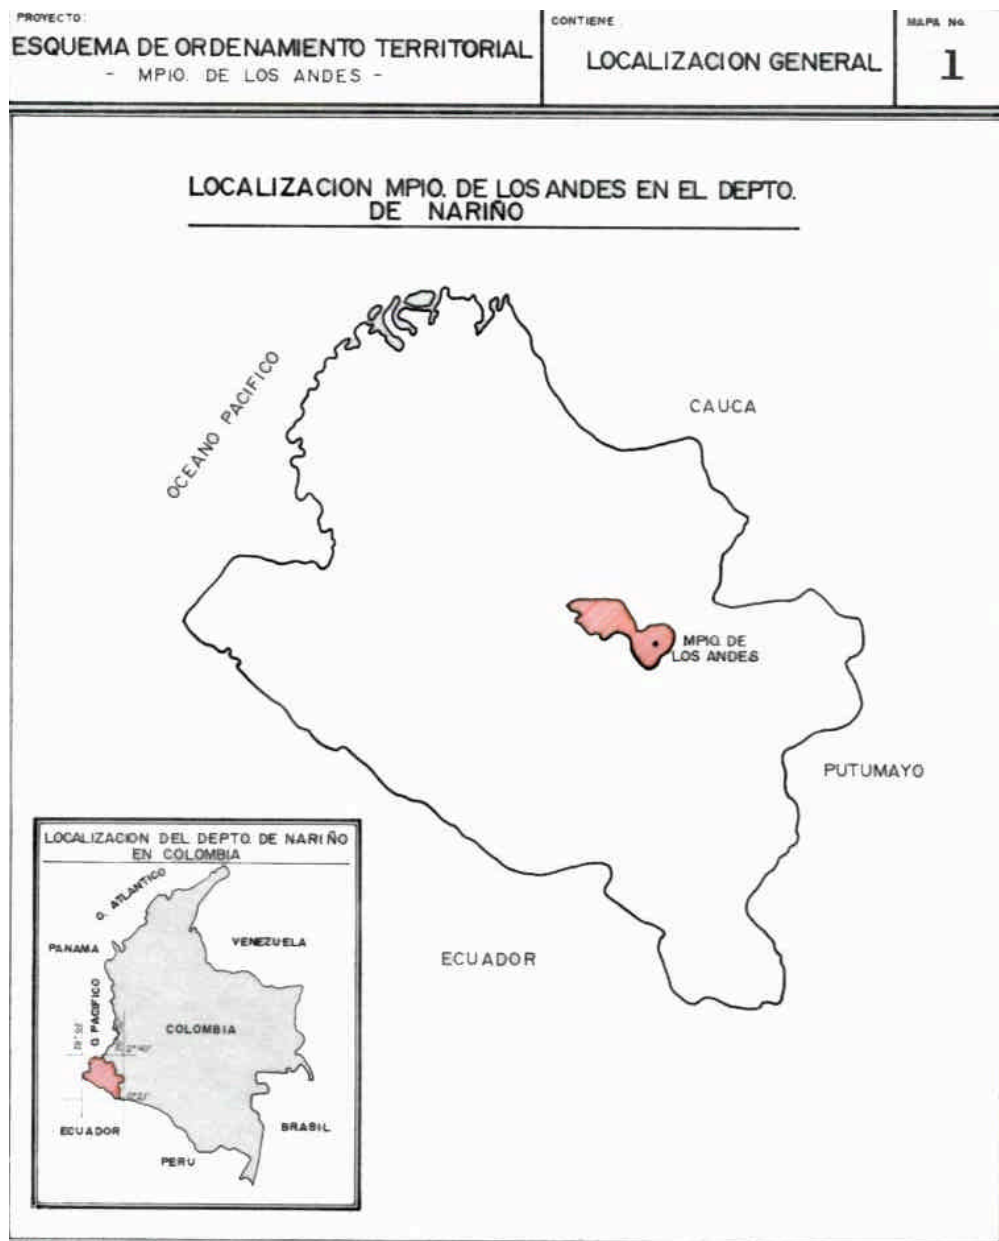 PROYECTO:
ESQUEMA DE ORDENAMIENTO TERRITORIAL
- MPIO. DE LOS ANDES -
CONTIENE
LOCALIZACION GENERAL
MAPA No.
1
LOCALIZACION MPIO. DE LOS ANDES EN EL DEPTO.
DE NARIÑO
OCEANO PACIFICO
CAUCA
MPIO. DE
LOS ANDES
PUTUMAYO
ECUADOR
LOCALIZACION DEL DEPTO. DE NARIÑO
EN COLOMBIA
O. ATLANTICO
PANAMA
VENEZUELA
O. PACIFICO
COLOMBIA
ECUADOR
BRASIL
PERU